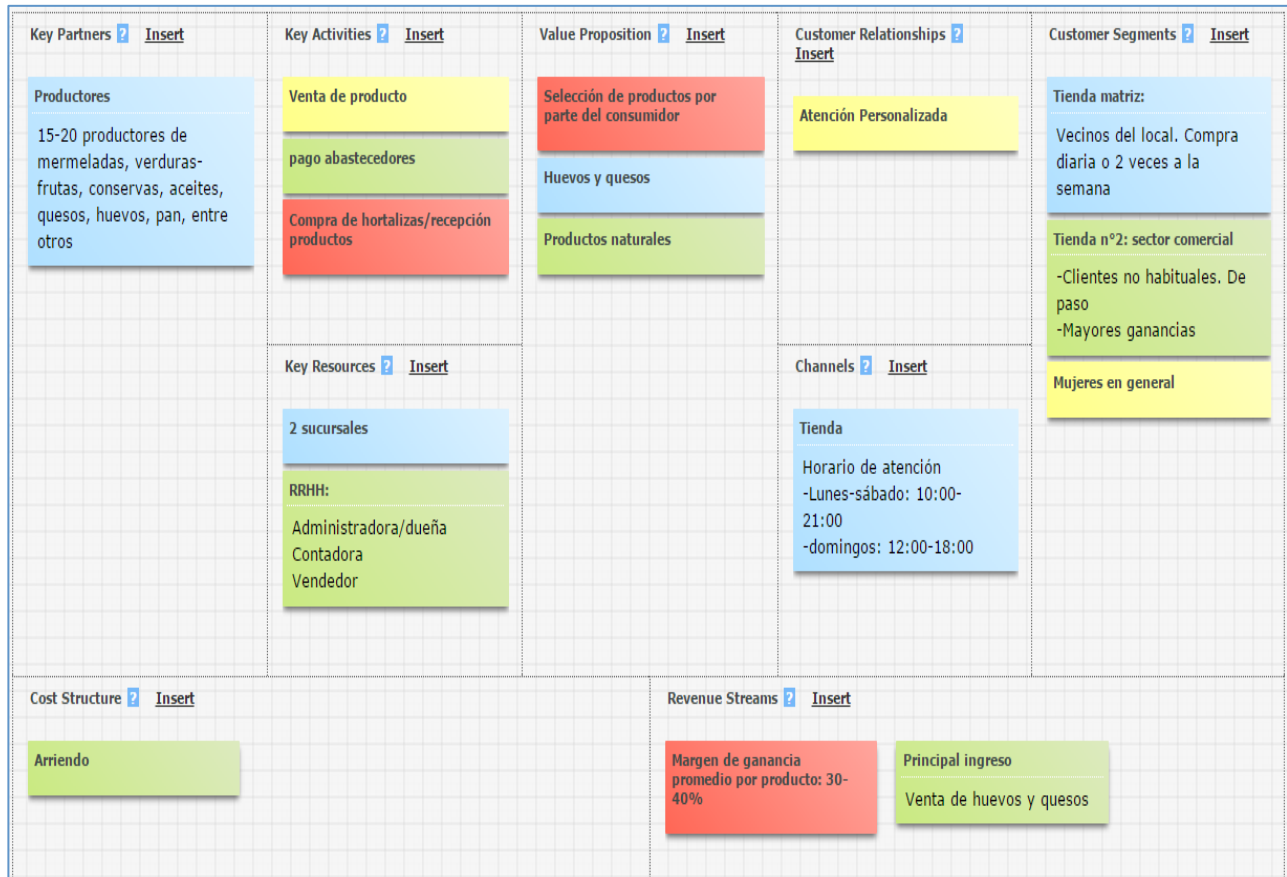 Key Partners ? Insert
Productores
15-20 productores de
mermeladas, verduras-
frutas, conservas, aceites,
quesos, huevos, pan, entre
otros
Key Activities ? Insert
Venta de producto
pago abastecedores
Compra de hortalizas/recepción
productos
Key Resources ? Insert
2 sucursales
RRHH:
Administradora/dueña
Contadora
Vendedor
Value Proposition ? Insert
Selección de productos por
parte del consumidor
Huevos y quesos
Productos naturales
Customer Relationships ?
Insert
Atención Personalizada
Channels ? Insert
Tienda
Horario de atención
-Lunes-sábado: 10:00-
21:00
-domingos: 12:00-18:00
Customer Segments ? Insert
Tienda matriz:
Vecinos del local. Compra
diaria o 2 veces a la
semana
Tienda n°2: sector comercial
-Clientes no habituales. De
paso
-Mayores ganancias
Mujeres en general
Cost Structure ? Insert
Arriendo
Revenue Streams ? Insert
Margen de ganancia
promedio por producto: 30-
40%
Principal ingreso
Venta de huevos y quesos